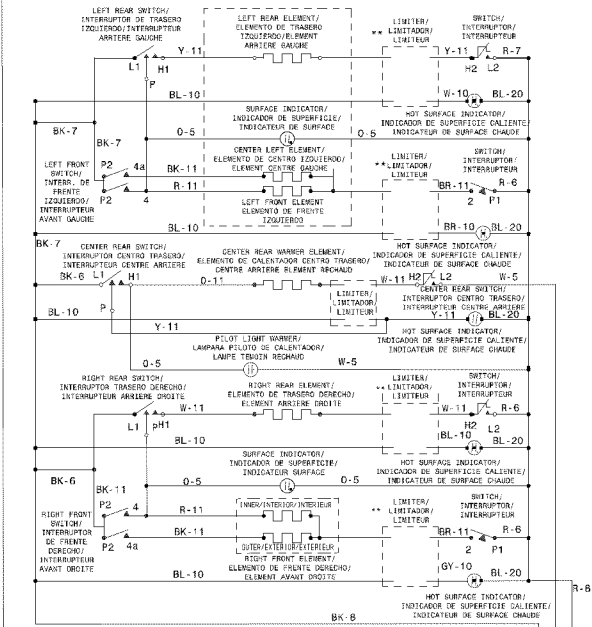 LEFT REAR SWITCH/
INTERRUPTOR DE TRASERO
IZQUIERDO/INTERRUPTEUR
ARRIERE GAUCHE
LEFT REAR ELEMENT/
ELEMENTO DE TRASERO
IZQUIERDO/ELEMENT
ARRIERE GAUCHE
LIMITER/
** LIMITADOR/
LIMITEUR
SWITCH/
INTERRUPTOR/
INTERRUPTEUR
Y-11
Y-11
R-7
L1
H1
H2
L2
P
BL-10
W-10
BL-20
SURFACE INDICATOR/
INDICADOR DE SUPERFICIE/
INDICATEUR DE SURFACE
HOT SURFACE INDICATOR/
INDICADOR DE SUPERFICIE CALIENTE/
INDICATEUR DE SURFACE CHAUDE
BK-7
BK-7
O-5
O-5
LEFT FRONT
SWITCH/
INTERR. DE
FRENTE
IZQUIERDO/
INTERRUPTEUR
AVANT GAUCHE
CENTER LEFT ELEMENT/
ELEMENTO DE CENTRO IZQUIERDO/
ELEMENT CENTRE GAUCHE
LIMITER/
** LIMITADOR/
LIMITEUR
SWITCH/
INTERRUPTOR/
INTERRUPTEUR
P2
4a
BK-11
R-11
P2
4
BR-11
R-6
2
P1
LEFT FRONT ELEMENT
ELEMENTO DE FRENTE
IZQUIERDO
BL-10
BR-10
BL-20
HOT SURFACE INDICATOR/
INDICADOR DE SUPERFICIE CALIENTE/
INDICATEUR DE SURFACE CHAUDE
BK-7
CENTER REAR SWITCH/
INTERRUPTOR CENTRO TRASERO/
INTERRUPTEUR CENTRE ARRIERE
CENTER REAR WARMER ELEMENT/
ELEMENTO DE CALENTADOR CENTRO TRASERO/
CENTRE ARRIERE ELEMENT RECHAUD
BK-6
L1
H1
O-11
W-11
H2
L2
W-5
LIMITER/
LIMITADOR/
LIMITEUR
CENTER REAR SWITCH/
INTERRUPTOR CENTRO TRASERO/
INTERRUPTEUR CENTRE ARRIERE
BL-10
P
Y-11
Y-11
BL-20
PILOT LIGHT WARMER/
LAMPARA PILOTO DE CALENTADOR/
LAMPE TEMOIN RECHAUD
HOT SURFACE INDICATOR/
INDICADOR DE SUPERFICIE CALIENTE/
INDICATEUR DE SURFACE CHAUDE
O-5
W-5
RIGHT REAR SWITCH/
INTERRUPTOR TRASERO DERECHO/
INTERRUPTEUR ARRIERE DROITE
RIGHT REAR ELEMENT/
ELEMENTO DE TRASERO DERECHO/
ELEMENT ARRIERE DROITE
LIMITER/
** LIMITADOR/
LIMITEUR
SWITCH/
INTERRUPTOR/
INTERRUPTEUR
W-11
W-11
R-6
L1
P
H1
H2
L2
BL-10
BL-10
BL-20
SURFACE INDICATOR/
INDICADOR DE SUPERFICIE/
INDICATEUR SURFACE
HOT SURFACE INDICATOR/
INDICADOR DE SUPERFICIE CALIENTE/
INDICATEUR DE SURFACE CHAUDE
BK-6
BK-11
O-5
O-5
RIGHT FRONT
SWITCH/
INTERRUPTOR
DE FRENTE
DERECHO/
INTERRUPTEUR
AVANT DROITE
P2
4
R-11
INNER/INTERIOR/INTERIEUR
P2
4a
BK-11
OUTER/EXTERIOR/EXTERIEUR
LIMITER/
** LIMITADOR/
LIMITEUR
SWITCH/
INTERRUPTOR/
INTERRUPTEUR
BR-11
R-6
2
P1
RIGHT FRONT ELEMENT/
ELEMENTO DE FRENTE DERECHO/
ELEMENT AVANT DROITE
BL-10
GY-10
BL-20
R-6
HOT SURFACE INDICATOR/
INDICADOR DE SUPERFICIE CALIENTE/
INDICATEUR DE SURFACE CHAUDE
BK-8